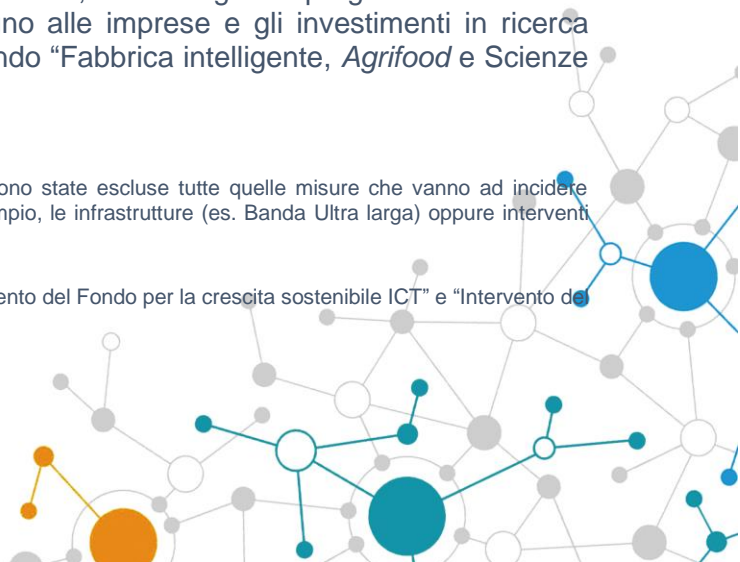 uno alle imprese e gli investimenti in ricerca
ndo “Fabbrica intelligente, Agrifood e Scienze
ono state escluse tutte quelle misure che vanno ad incidere
mpio, le infrastrutture (es. Banda Ultra larga) oppure interventi
ento del Fondo per la crescita sostenibile ICT” e “Intervento del